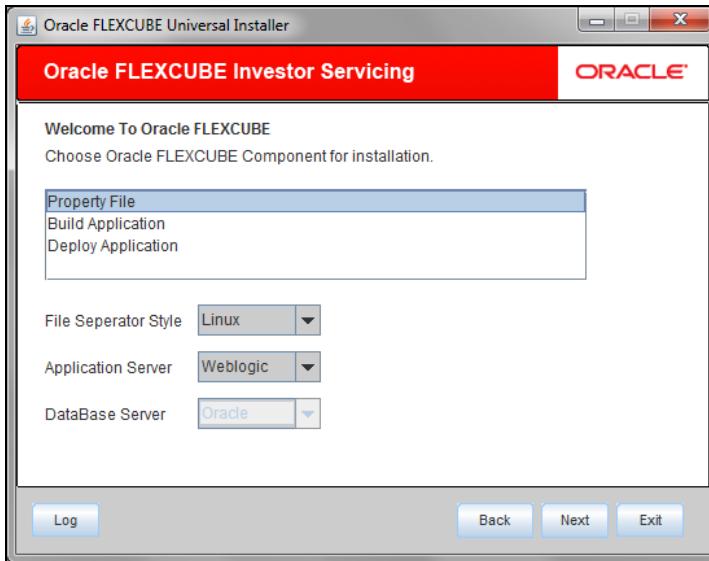 Oracle FLEXCUBE Universal Installer
Oracle FLEXCUBE Investor Servicing
ORACLE
Welcome To Oracle FLEXCUBE
Choose Oracle FLEXCUBE Component for installation.
Property File
Build Application
Deploy Application
File Seperator Style Linux
Application Server Weblogic
DataBase Server Oracle
Log Back Next Exit